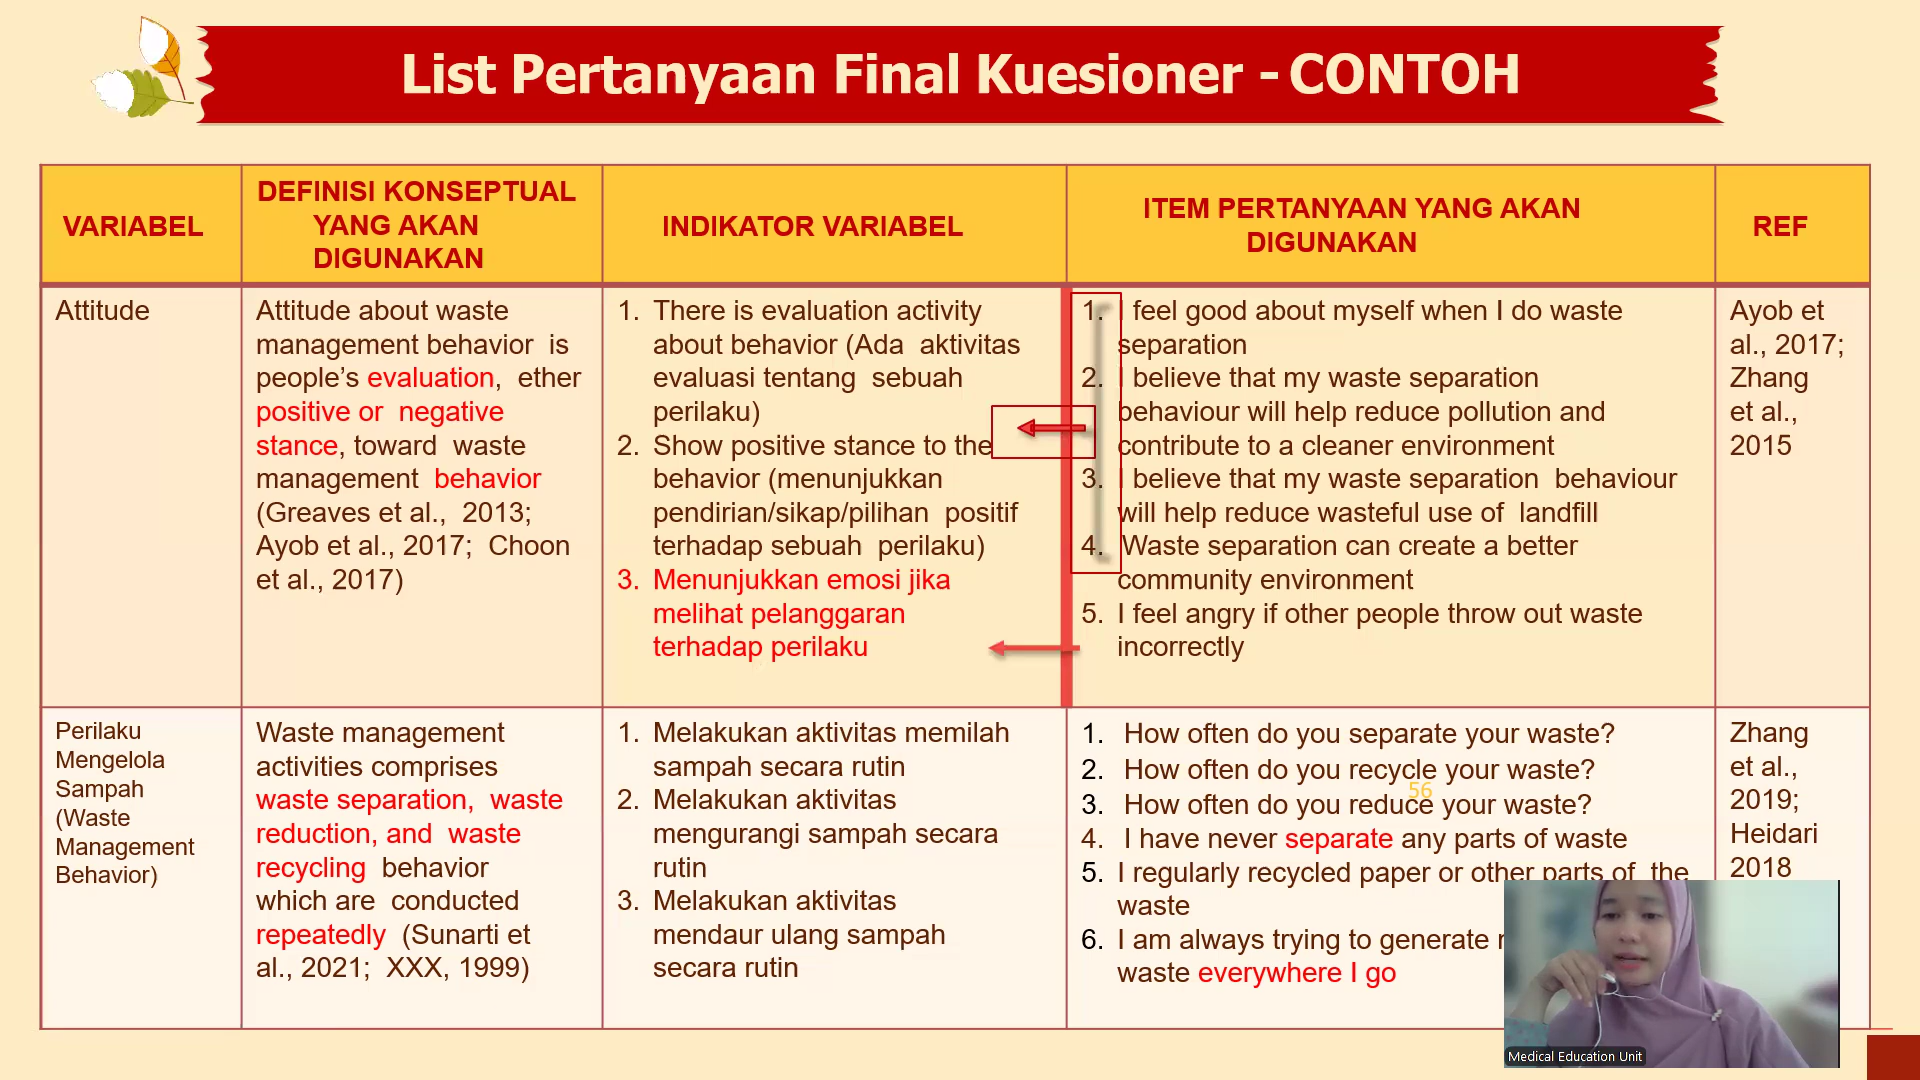 List Pertanyaan Final Kuesioner - CONTOH
VARIABEL
DEFINISI KONSEPTUAL
YANG AKAN
DIGUNAKAN
INDIKATOR VARIABEL
ITEM PERTANYAAN YANG AKAN
DIGUNAKAN
REF
Attitude
Attitude about waste
management behavior is
people’s evaluation, ether
positive or negative
stance, toward waste
management behavior
(Greaves et al., 2013;
Ayob et al., 2017; Choon
et al., 2017)
1. There is evaluation activity
about behavior (Ada aktivitas
evaluasi tentang sebuah
perilaku)
2. Show positive stance to the
behavior (menunjukkan
pendirian/sikap/pilihan positif
terhadap sebuah perilaku)
3. Menunjukkan emosi jika
melihat pelanggaran
terhadap perilaku
1. I feel good about myself when I do waste
separation
2. I believe that my waste separation
behaviour will help reduce pollution and
contribute to a cleaner environment
3. I believe that my waste separation behaviour
will help reduce wasteful use of landfill
4. Waste separation can create a better
community environment
5. I feel angry if other people throw out waste
incorrectly
Ayob et
al., 2017;
Zhang
et al.,
2015
Perilaku
Mengelola
Sampah
(Waste
Management
Behavior)
Waste management
activities comprises
waste separation, waste
reduction, and waste
recycling behavior
which are conducted
repeatedly (Sunarti et
al., 2021; XXX, 1999)
1. Melakukan aktivitas memilah
sampah secara rutin
2. Melakukan aktivitas
mengurangi sampah secara
rutin
3. Melakukan aktivitas
mendaur ulang sampah
secara rutin
1. How often do you separate your waste?
2. How often do you recycle your waste?
56
3. How often do you reduce your waste?
4. I have never separate any parts of waste
5. I regularly recycled paper or other parts of the
waste
6. I am always trying to generate
waste everywhere I go
Zhang
et al.,
2019;
Heidari
2018
Medical Education Unit